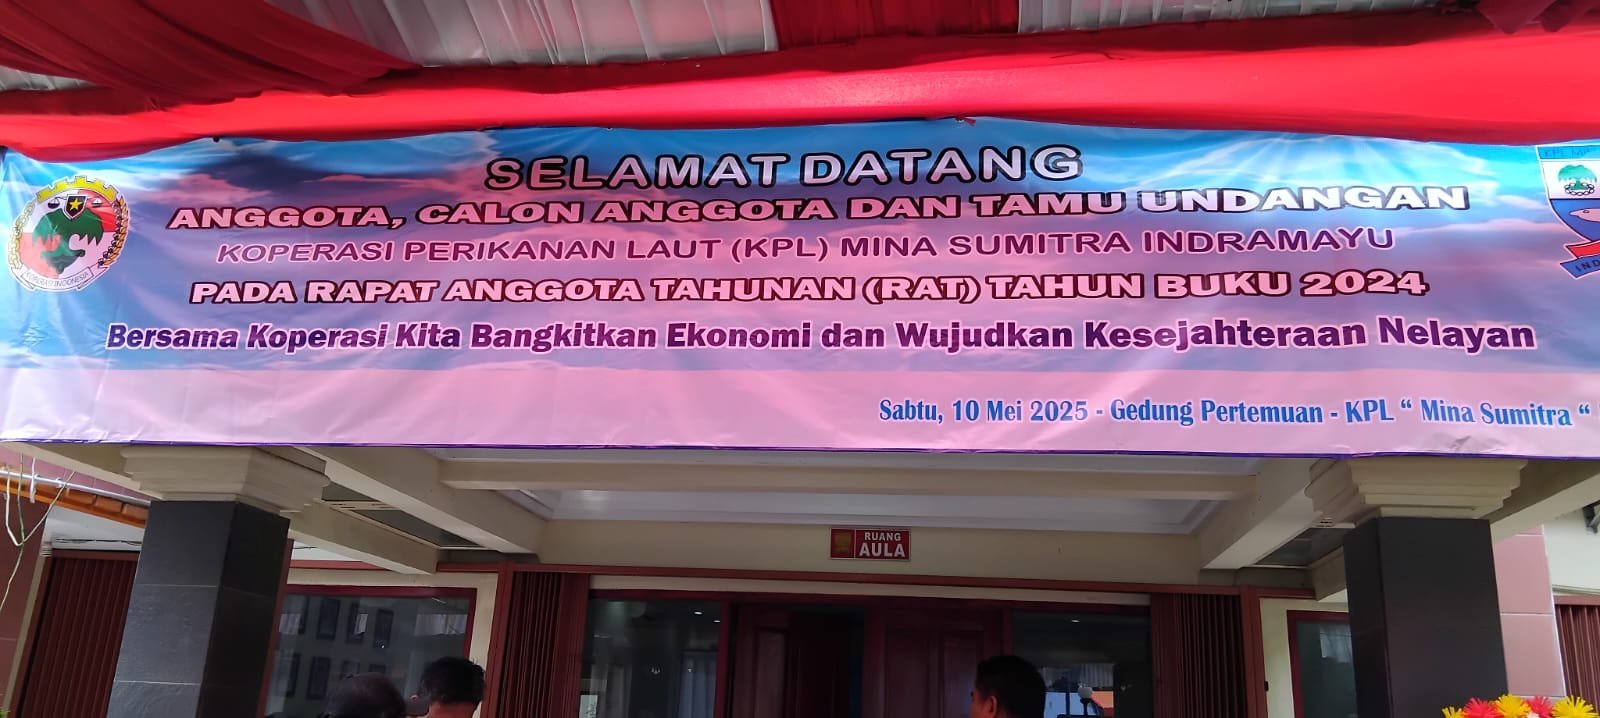 SELAMAT DATANG
ANGGOTA, CALON ANGGOTA DAN TAMU UNDANGAN
KOPERASI PERIKANAN LAUT (KPL) MINA SUMITRA INDRAMAYU
PADA RAPAT ANGGOTA TAHUNAN (RAT) TAHUN BUKU 2024
Bersama Koperasi Kita Bangkitkan Ekonomi dan Wujudkan Kesejahteraan Nelayan
Sabtu, 10 Mei 2025 - Gedung Pertemuan - KPL “ Mina Sumitra “
KOPERASI INDONESIA
RUANG
AULA